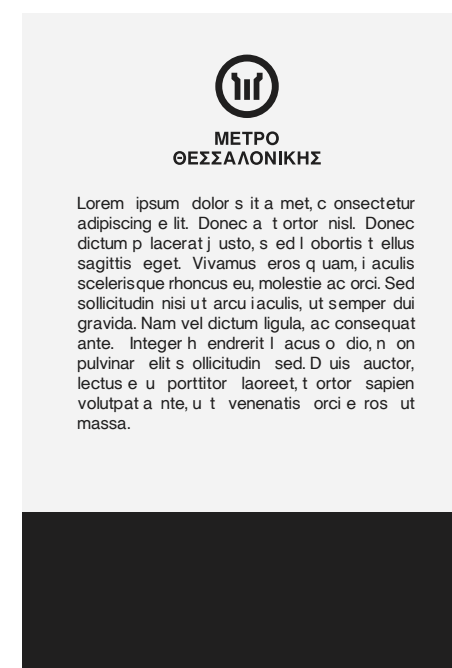 ΜΕΤΡΟ
ΘΕΣΣΑΛΟΝΙΚΗΣ
Lorem ipsum dolor s it a met, c onsectetur
adipiscing e lit. Donec a t ortor nisl. Donec
dictum p lacerat j usto, s ed l obortis t ellus
sagittis eget. Vivamus eros q uam, i aculis
scelerisque rhoncus eu, molestie ac orci. Sed
sollicitudin nisi u t arcu i aculis, ut s emper dui
gravida. Nam vel dictum ligula, ac consequat
ante. Integer h endrerit l acus o dio, n on
pulvinar elit s ollicitudin sed. D uis auctor,
lectus e u porttitor laoreet, t ortor sapien
volutpat a nte, u t venenatis orci e ros ut
massa.